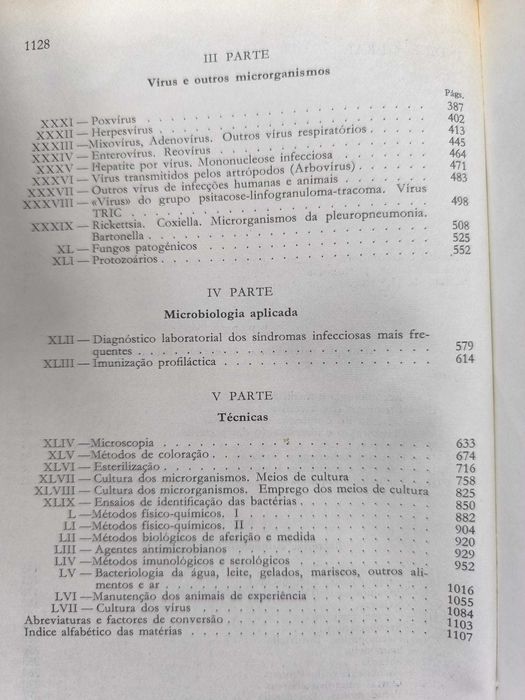 1128
III PARTE
Vírus e outros microrganismos
Págs.
XXXI — Poxvírus . . . . . . . . . . . . . . . . 387
XXXII — Herpesvírus . . . . . . . . . . . . . . . . 402
XXXIII — Mixovírus, Adenovírus. Outros vírus respiratórios . . . . 413
XXXIV — Enterovírus. Reovírus . . . . . . . . . . . . 445
XXXV — Hepatite por vírus. Mononucleose infecciosa . . . . . . 464
XXXVI — Vírus transmitidos pelos artrópodos (Arbovírus) . . . . 471
XXXVII — Outros vírus de infecções humanas e animais . . . . . 483
XXXVIII — «Vírus» do grupo psitacose-linfogranuloma-tracoma. Vírus
TRIC . . . . . . . . . . . . . . . . 498
XXXIX — Rickettsia. Coxiella. Microrganismos da pleuropneumonia.
Bartonella . . . . . . . . . . . . . . . . 508
XL — Fungos patogénicos . . . . . . . . . . . . . 525
XLI — Protozoários . . . . . . . . . . . . . . . 552
IV PARTE
Microbiologia aplicada
XLII — Diagnóstico laboratorial dos síndromas infecciosas mais fre-
quentes . . . . . . . . . . . . . . . . 579
XLIII — Imunização profiláctica . . . . . . . . . . . . 614
V PARTE
Técnicas
XLIV — Microscopia . . . . . . . . . . . . . . . 633
XLV — Métodos de coloração . . . . . . . . . . . . 674
XLVI — Esterilização . . . . . . . . . . . . . . . 716
XLVII — Cultura dos microrganismos. Meios de cultura . . . . . 758
XLVIII — Cultura dos microrganismos. Emprego dos meios de cultura 825
XLIX — Ensaios de identificação das bactérias . . . . . . . . 850
L — Métodos físico-químicos. I . . . . . . . . . . . 882
LI — Métodos físico-químicos. II . . . . . . . . . . . 904
LII — Métodos biológicos de aferição e medida . . . . . . . 920
LIII — Agentes antimicrobianos . . . . . . . . . . . . 929
LIV — Métodos imunológicos e serológicos . . . . . . . . . 952
LV — Bacteriologia da água, leite, gelados, mariscos, outros ali-
mentos e ar . . . . . . . . . . . . . . . 1016
LVI — Manutenção dos animais de experiência . . . . . . . 1055
LVII — Cultura dos vírus . . . . . . . . . . . . . . 1084
Abreviaturas e factores de conversão . . . . . . . . . . . 1103
Indice alfabético das matérias . . . . . . . . . . . . . 1107